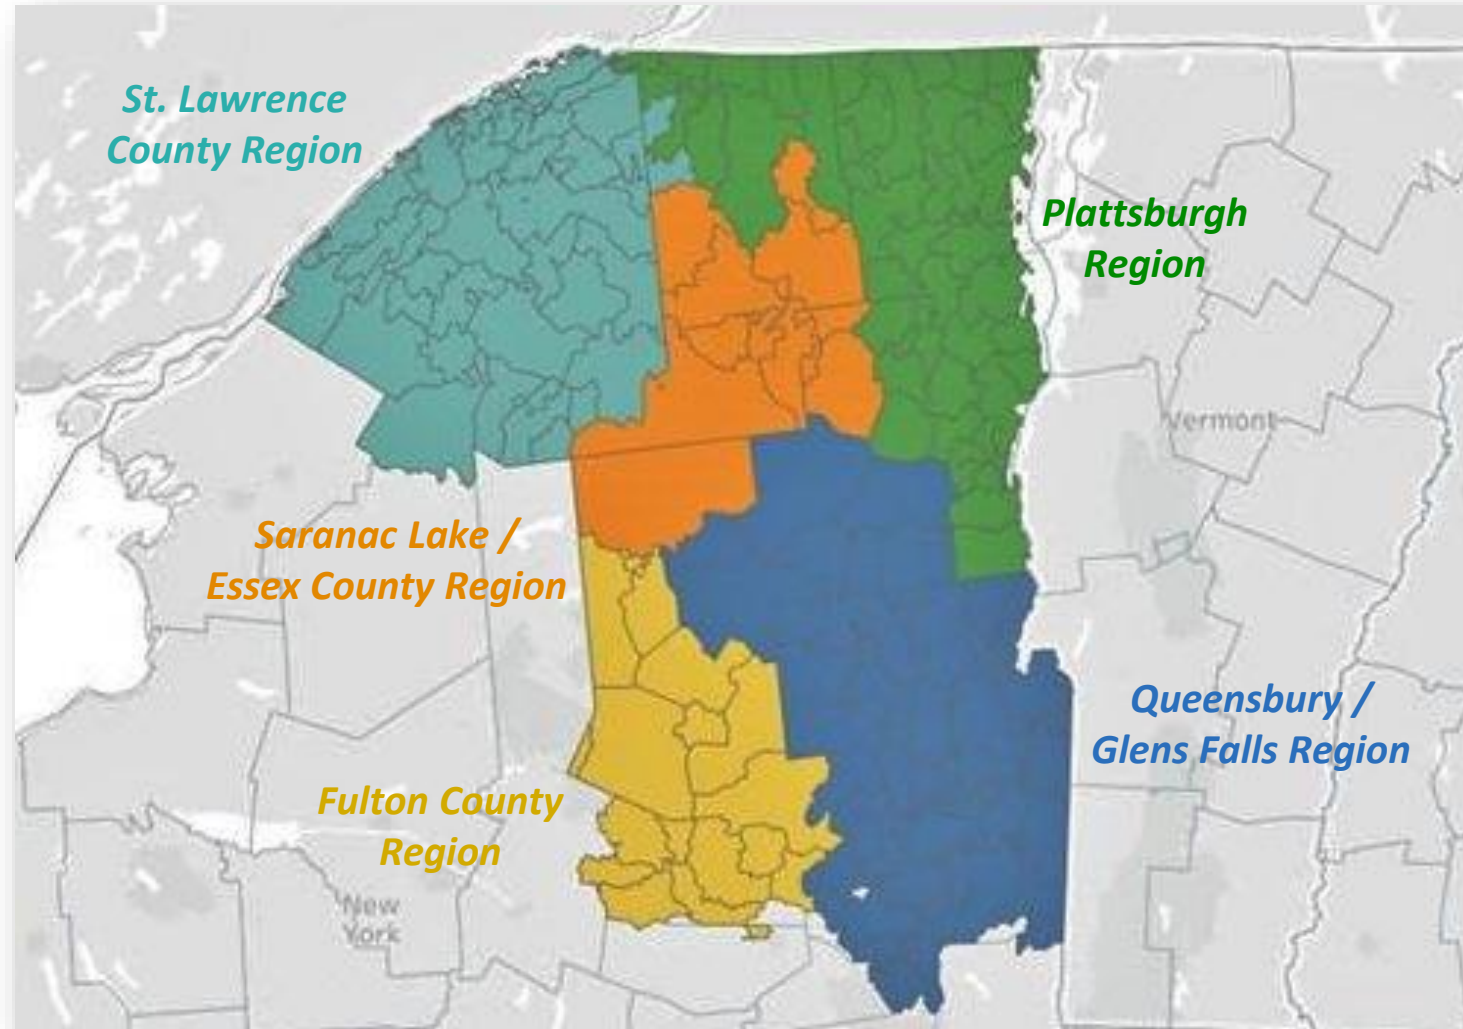 St. Lawrence
County Region
Plattsburgh
Region
Vermont
Saranac Lake /
Essex County Region
Queensbury /
Glens Falls Region
Fulton County
Region
New
York